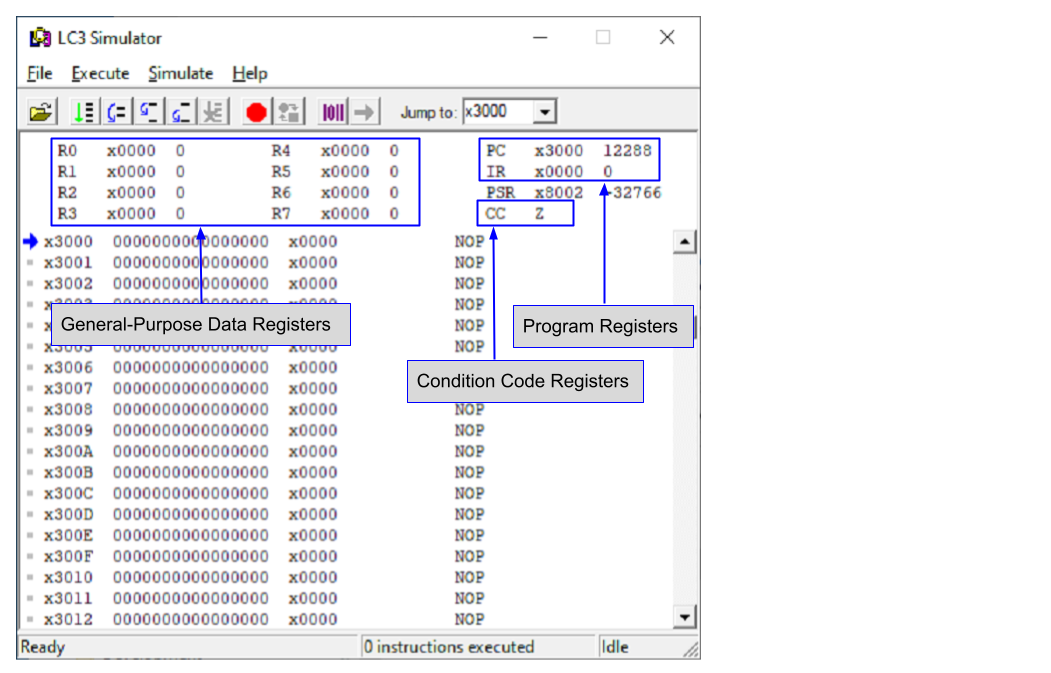 LC3 Simulator
File Execute Simulate Help
Jump to: x3000
R0 x0000 0 R4 x0000 0 PC x3000 12288
R1 x0000 0 R5 x0000 0 IR x0000 0
R2 x0000 0 R6 x0000 0 PSR x8002 -32766
R3 x0000 0 R7 x0000 0 CC Z
x3000 0000000000000000 x0000 NOP
x3001 0000000000000000 x0000 NOP
x3002 0000000000000000 x0000 NOP
x3003 0000000000000000 x0000 NOP
General-Purpose Data Registers NOP Program Registers
x3005 0000000000000000 x0000 NOP
x3006 0000000000000000 x0000
Condition Code Registers
x3007 0000000000000000 x0000
x3008 0000000000000000 x0000 NOP
x3009 0000000000000000 x0000 NOP
x300A 0000000000000000 x0000 NOP
x300B 0000000000000000 x0000 NOP
x300C 0000000000000000 x0000 NOP
x300D 0000000000000000 x0000 NOP
x300E 0000000000000000 x0000 NOP
x300F 0000000000000000 x0000 NOP
x3010 0000000000000000 x0000 NOP
x3011 0000000000000000 x0000 NOP
x3012 0000000000000000 x0000 NOP
Ready 0 instructions executed Idle